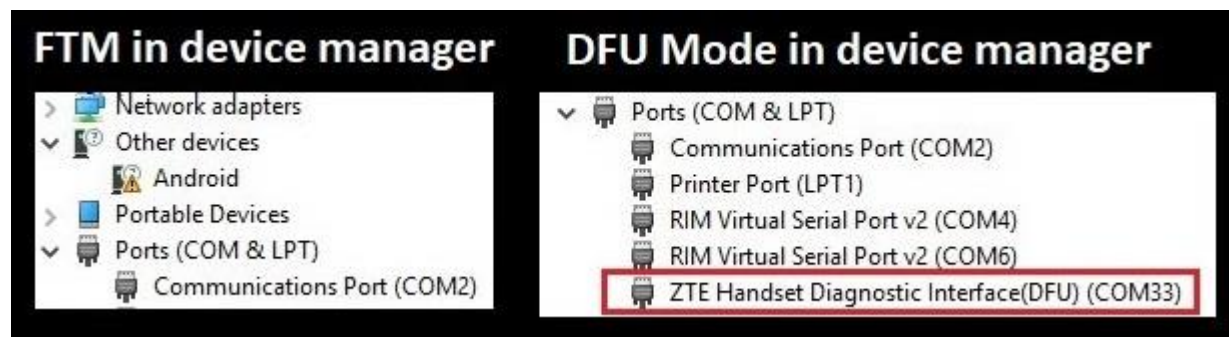 FTM in device manager
Network adapters
Other devices
Android
Portable Devices
Ports (COM & LPT)
Communications Port (COM2)
DFU Mode in device manager
Ports (COM & LPT)
Communications Port (COM2)
Printer Port (LPT1)
RIM Virtual Serial Port v2 (COM4)
RIM Virtual Serial Port v2 (COM6)
ZTE Handset Diagnostic Interface(DFU) (COM33)